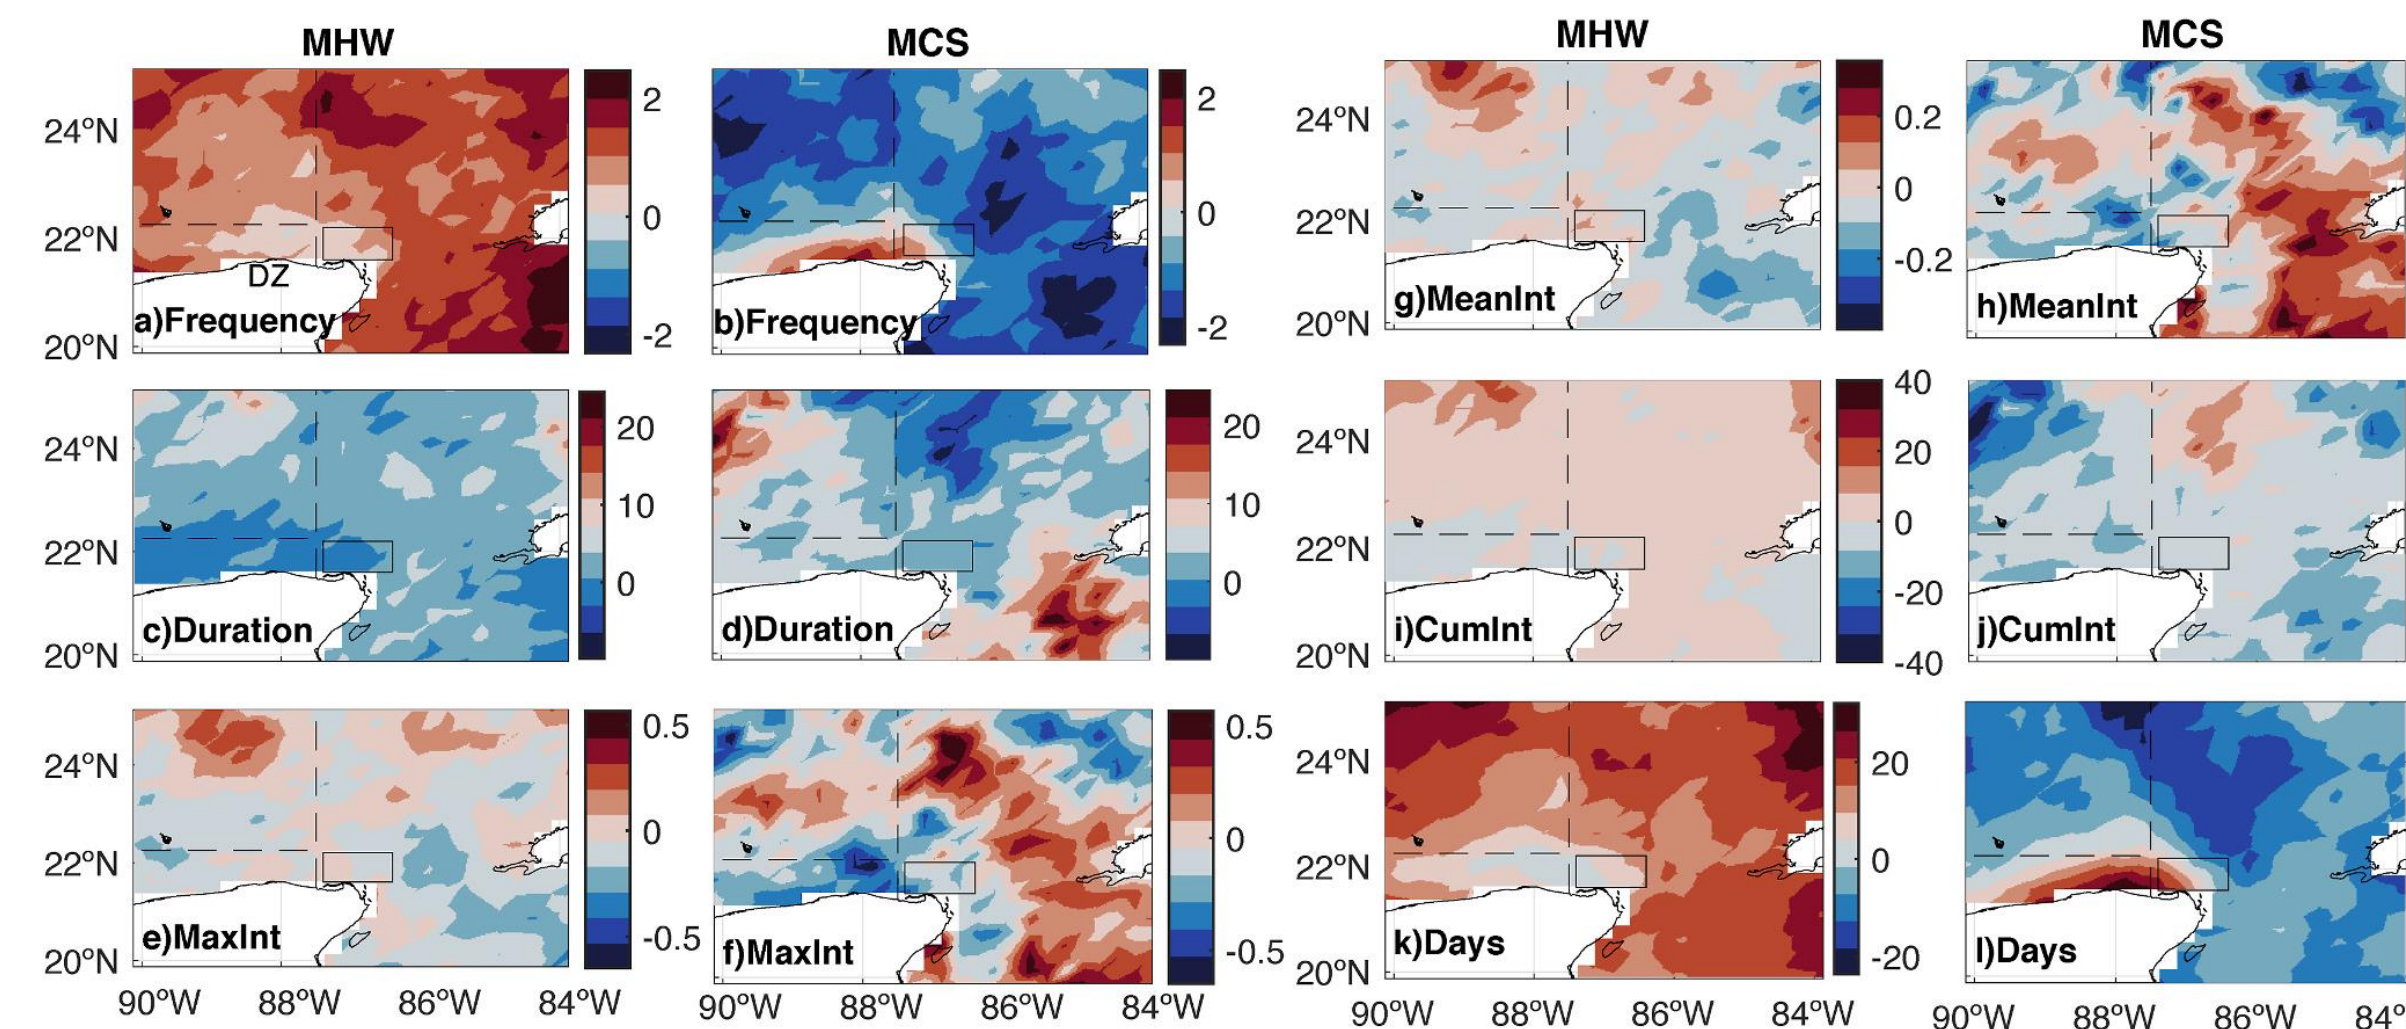 MHW MCS MHW MCS
24°N 22°N 20°N
DZ
a)Frequency
2 0 -2
b)Frequency
2 0 -2
24°N 22°N 20°N
g)MeanInt
0.2 0 -0.2
h)MeanInt
24°N 22°N 20°N
c)Duration
20 10 0
d)Duration
20 10 0
24°N 22°N 20°N
i)CumInt
40 20 0 -20 -40
j)CumInt
24°N 22°N 20°N
e)MaxInt
0.5 0 -0.5
f)MaxInt
0.5 0 -0.5
24°N 22°N 20°N
k)Days
20 0 -20
l)Days
90°W 88°W 86°W 84°W
90°W 88°W 86°W 84°W
90°W 88°W 86°W 84°W
90°W 88°W 86°W 84°